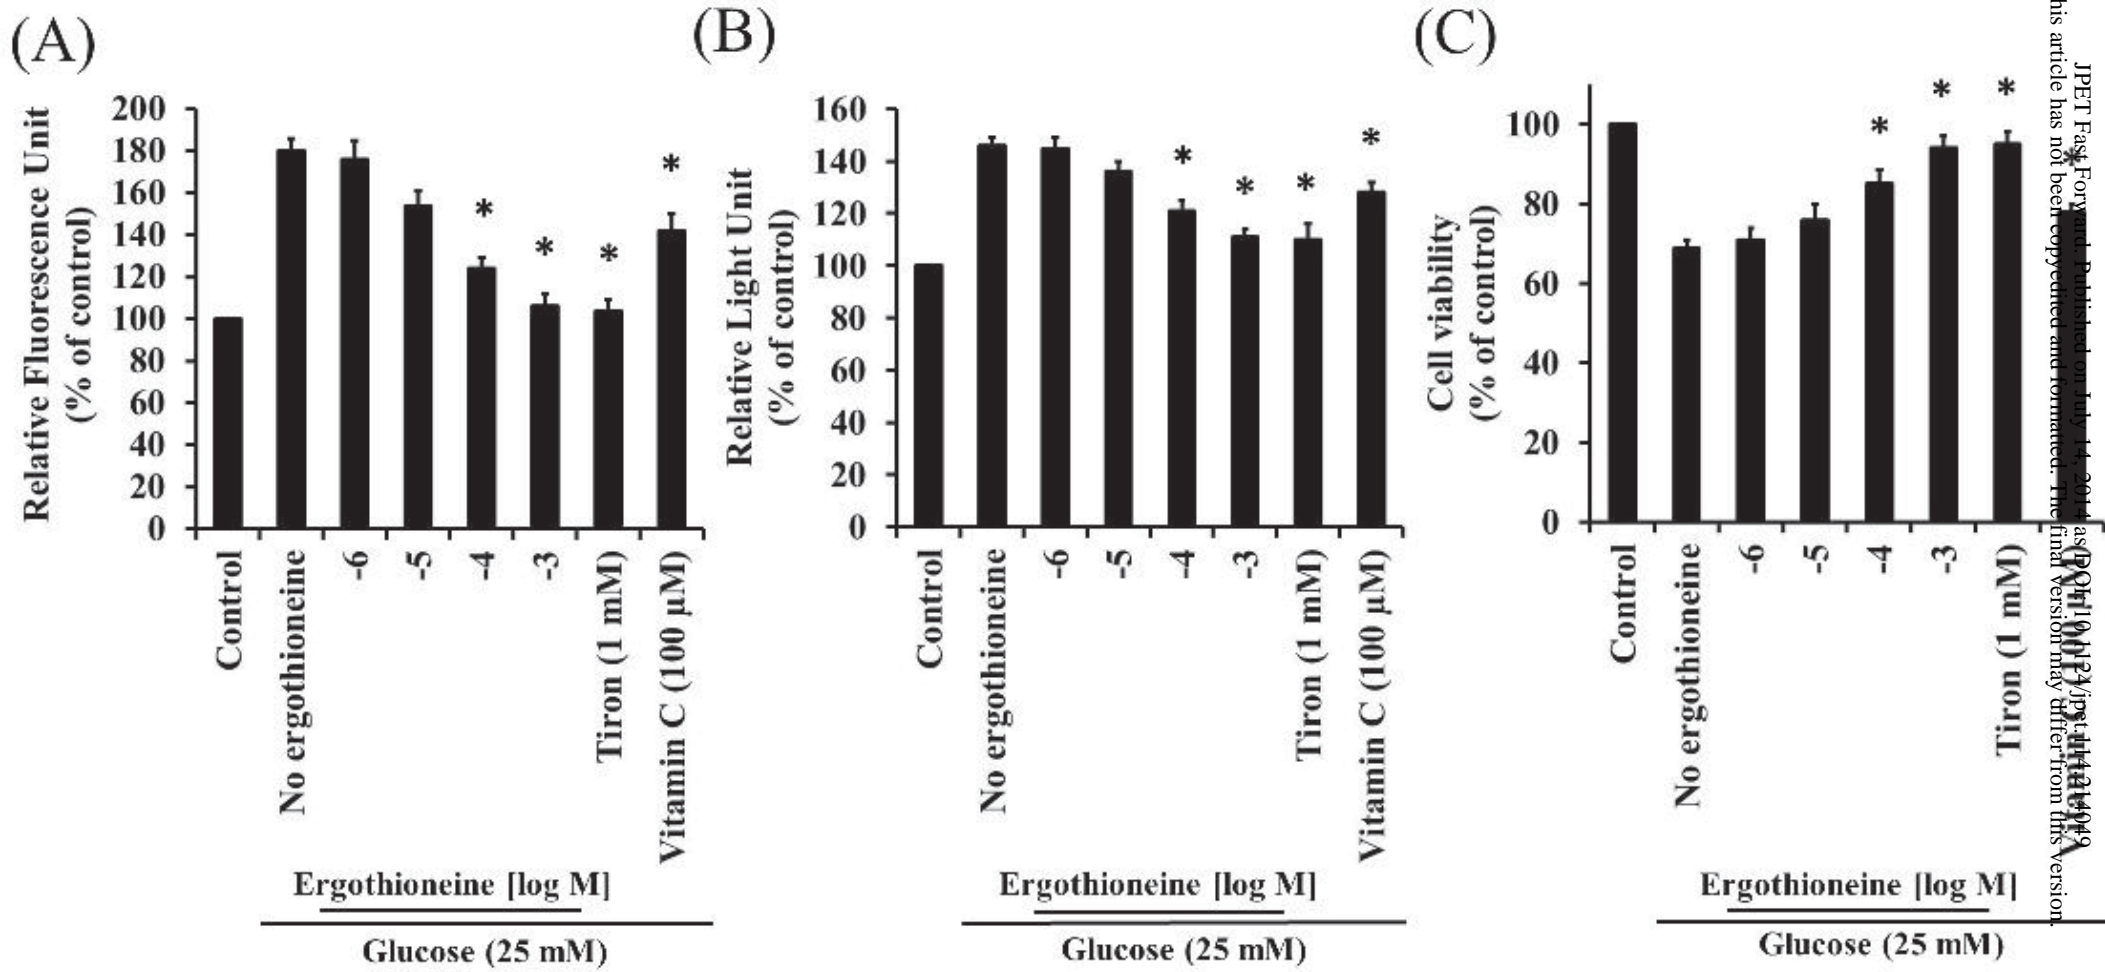 (A)
Relative Fluorescence Unit
(% of control)
200
180
160
140
120
100
80
60
40
20
0
*
*
*
*
Control
No ergothioneine
-6
-5
-4
-3
Tiron (1 mM)
Vitamin C (100 µM)
Ergothioneine [log M]
Glucose (25 mM)
(B)
Relative Light Unit
(% of control)
160
140
120
100
80
60
40
20
0
*
*
*
*
Control
No ergothioneine
-6
-5
-4
-3
Tiron (1 mM)
Vitamin C (100 µM)
Ergothioneine [log M]
Glucose (25 mM)
(C)
Cell viability
(% of control)
100
80
60
40
20
0
*
*
*
*
Control
No ergothioneine
-6
-5
-4
-3
Tiron (1 mM)
Vitamin C (100 µM)
Ergothioneine [log M]
Glucose (25 mM)
JPET Fast Forward. Published on July 14, 2014 as DOI: 10.1124/jpet.114.214049
his article has not been copyedited and formatted. The final version may differ from this version.